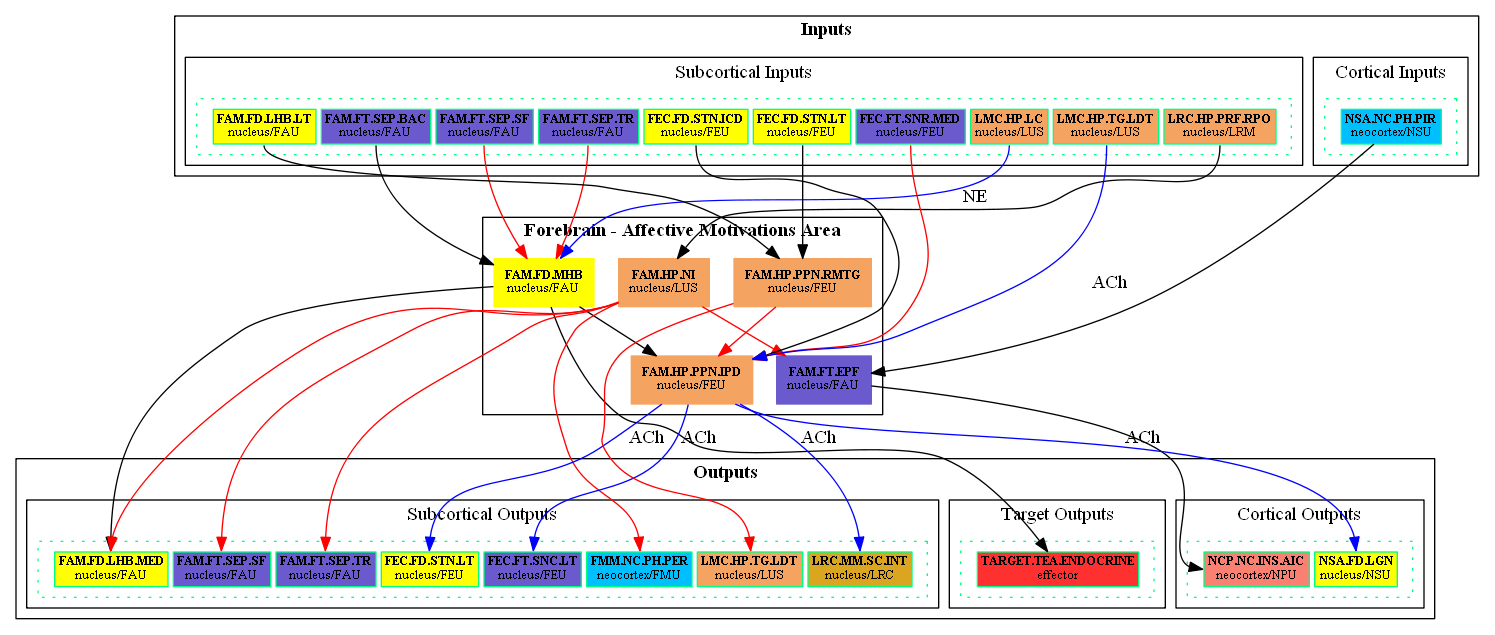 Inputs
Subcortical Inputs
Cortical Inputs
FAM.FD.LHB.LT
nucleus/FAU
FAM.FT.SEP.BAC
nucleus/FAU
FAM.FT.SEP.SF
nucleus/FAU
FAM.FT.SEP.TR
nucleus/FAU
FEC.FD.STN.ICD
nucleus/FEU
FEC.FD.STN.LT
nucleus/FEU
FEC.FT.SNR.MED
nucleus/FEU
LMC.HP.LC
nucleus/LUS
LMC.HP.TG.LDT
nucleus/LUS
LRC.HP.PRF.RPO
nucleus/LRM
NSA.NC.PH.PIR
neocortex/NSU
NE
Forebrain - Affective Motivations Area
FAM.FD.MHB
nucleus/FAU
FAM.HP.NI
nucleus/LUS
FAM.HP.PPN.RMTG
nucleus/FEU
ACh
FAM.HP.PPN.IPD
nucleus/FEU
FAM.FT.EPF
nucleus/FAU
ACh
ACh
ACh
ACh
Outputs
Subcortical Outputs
Target Outputs
Cortical Outputs
FAM.FD.LHB.MED
nucleus/FAU
FAM.FT.SEP.SF
nucleus/FAU
FAM.FT.SEP.TR
nucleus/FAU
FEC.FD.STN.LT
nucleus/FEU
FEC.FT.SNC.LT
nucleus/FEU
FMM.NC.PH.PER
neocortex/FMU
LMC.HP.TG.LDT
nucleus/LUS
LRC.MM.SC.INT
nucleus/LRC
TARGET.TEA.ENDOCRINE
effector
NCP.NC.INS.AIC
neocortex/NPU
NSA.FD.LGN
nucleus/NSU